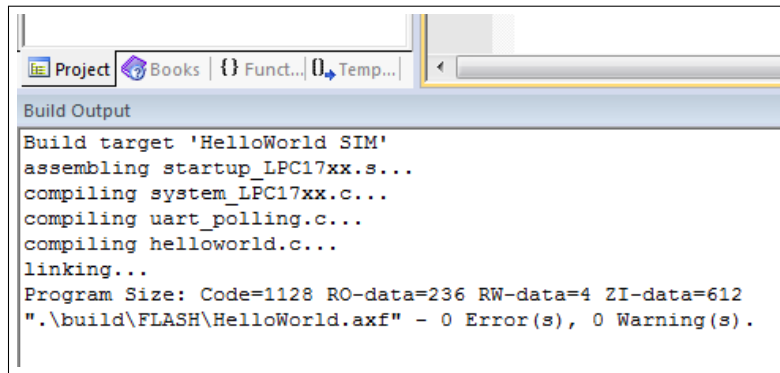 Project Books {} Funct... Temp...
Build Output
Build target 'HelloWorld SIM'
assembling startup_LPC17xx.s...
compiling system_LPC17xx.c...
compiling uart_polling.c...
compiling helloworld.c...
linking...
Program Size: Code=1128 RO-data=236 RW-data=4 ZI-data=612
".\build\FLASH\HelloWorld.axf" - 0 Error(s), 0 Warning(s).